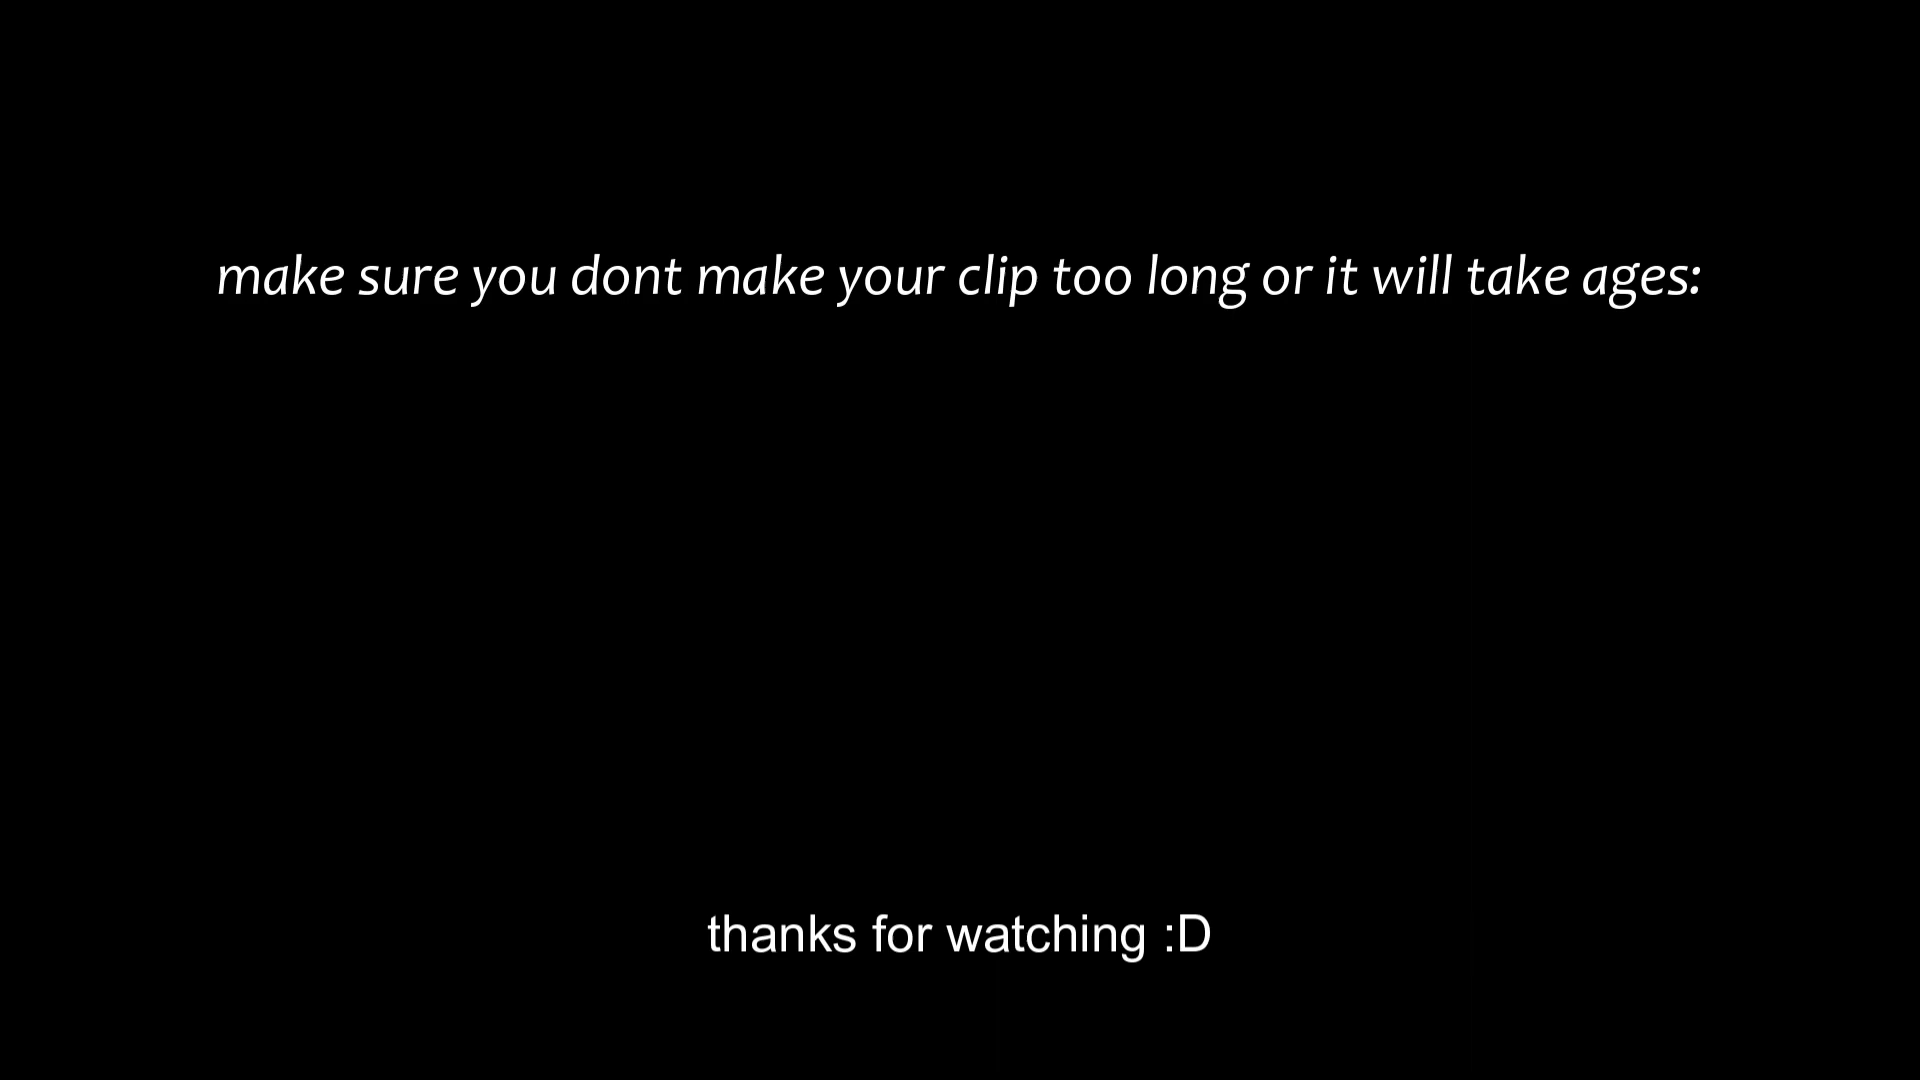 make sure you dont make your clip too long or it will take ages:
thanks for watching :D